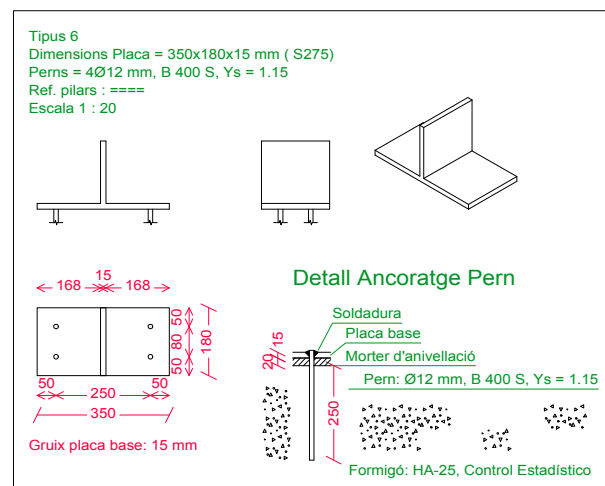 Tipus 6
Dimensions Placa = 350x180x15 mm ( S275)
Perns = 4Ø12 mm, B 400 S, Ys = 1.15
Ref. pilars : ====
Escala 1 : 20
15
168
168
50
80
50
180
50
250
50
350
Gruix placa base: 15 mm
Detall Ancoratge Pern
Soldadura
Placa base
Morter d'anivellació
20
15
Pern: Ø12 mm, B 400 S, Ys = 1.15
250
Formigó: HA-25, Control Estadístico